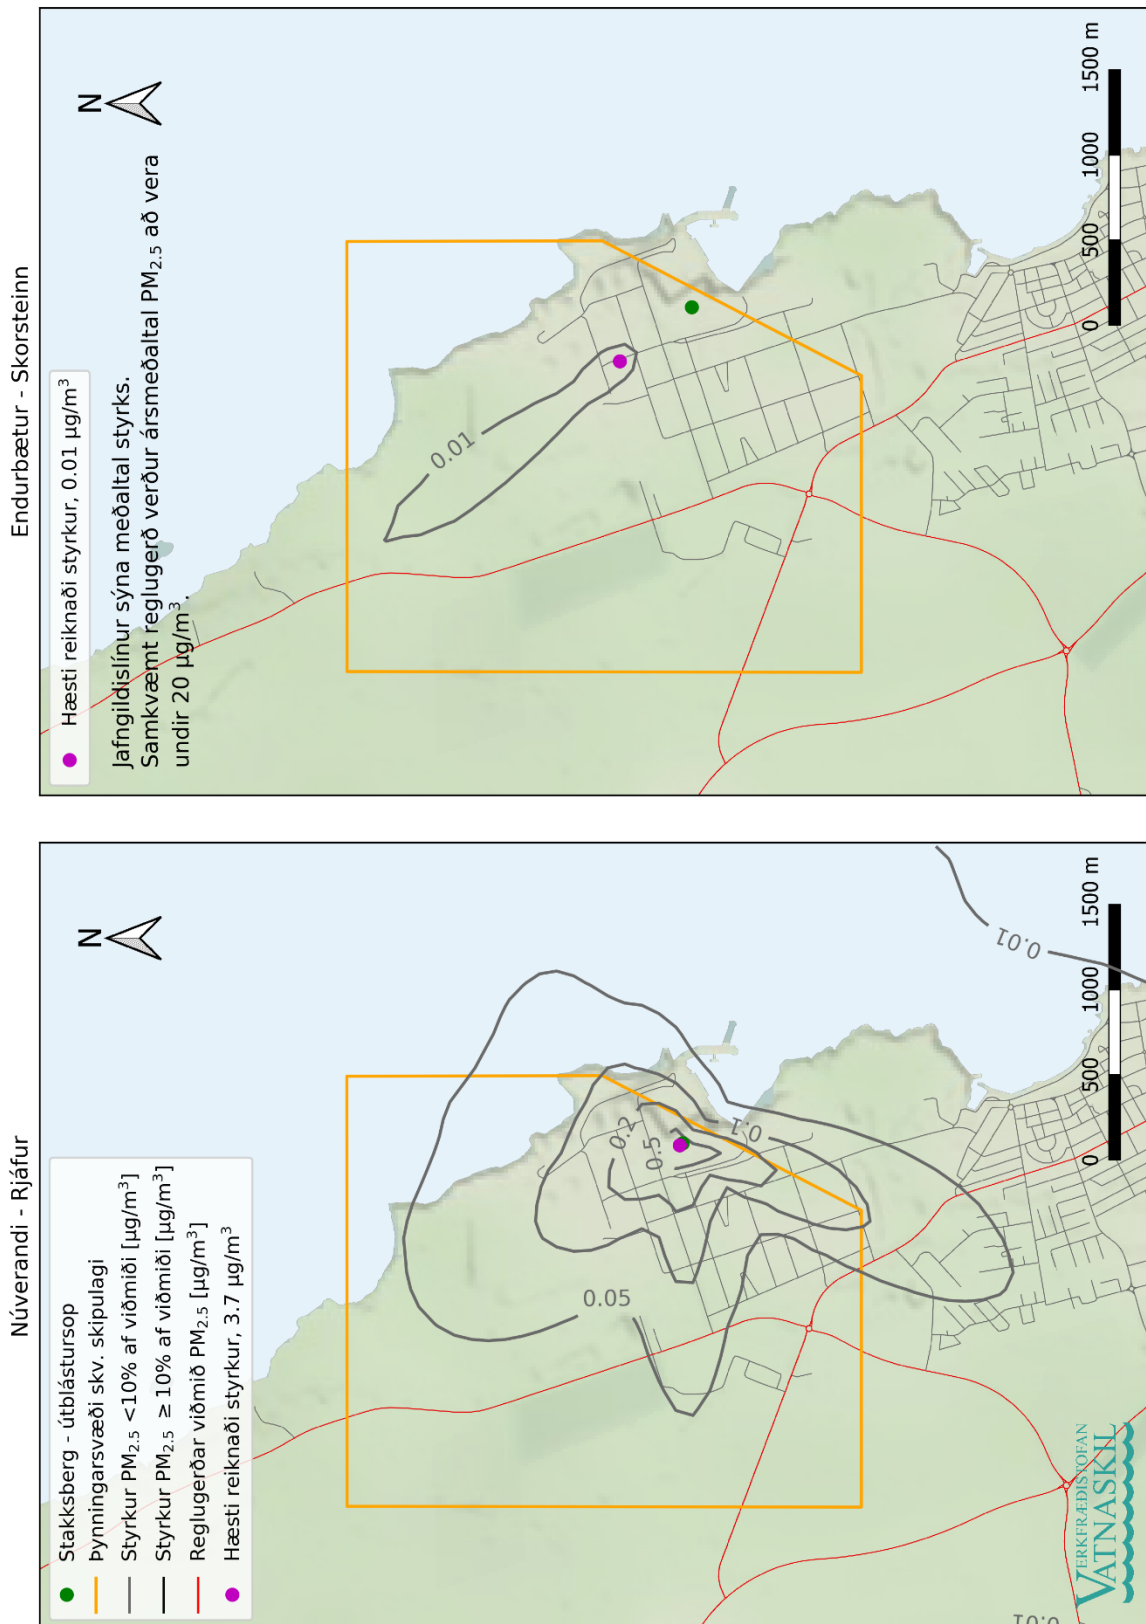 Núverandi - Rjáfur
Stakksberg - útblástursop
Þynningarsvæði skv. skipulagi
Styrkur PM₂.₅ <10% af viðmiði [µg/m³]
Styrkur PM₂.₅ ≥ 10% af viðmiði [µg/m³]
Reglugerðar viðmið PM₂.₅ [µg/m³]
Hæsti reiknaði styrkur, 3.7 µg/m³
N
0.05
0.5
0.2
0.1
0.01
0.01
0 500 1000 1500 m
VERKFRÆÐISTOFAN
VATNASKIL
Endurbætur - Skorsteinn
Hæsti reiknaði styrkur, 0.01 µg/m³
N
Jafngildislínur sýna meðaltal styrks.
Samkvæmt reglugerð verður ársmeðaltal PM₂.₅ að vera
undir 20 µg/m³.
0.01
0 500 1000 1500 m